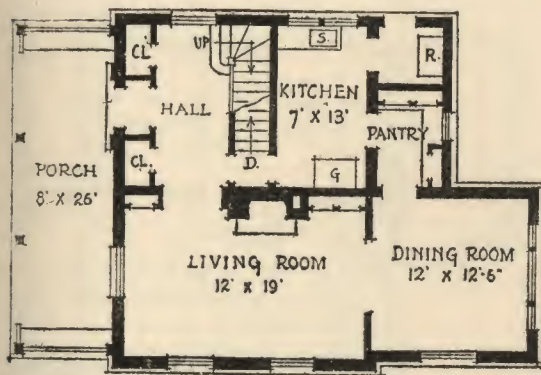 CL.
UP
S.
R.
HALL
KITCHEN
7' X 13'
PANTRY
CL.
D.
G
PORCH
8' X 26'
LIVING ROOM
12' x 19'
DINING ROOM
12' x 12'-6"